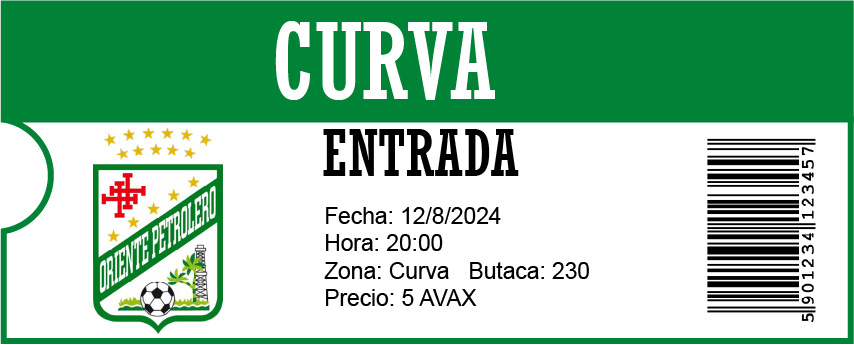 CURVA
ENTRADA
ORIENTE PETROLERO
Fecha: 12/8/2024
Hora: 20:00
Zona: Curva Butaca: 230
Precio: 5 AVAX
5 901234 123457